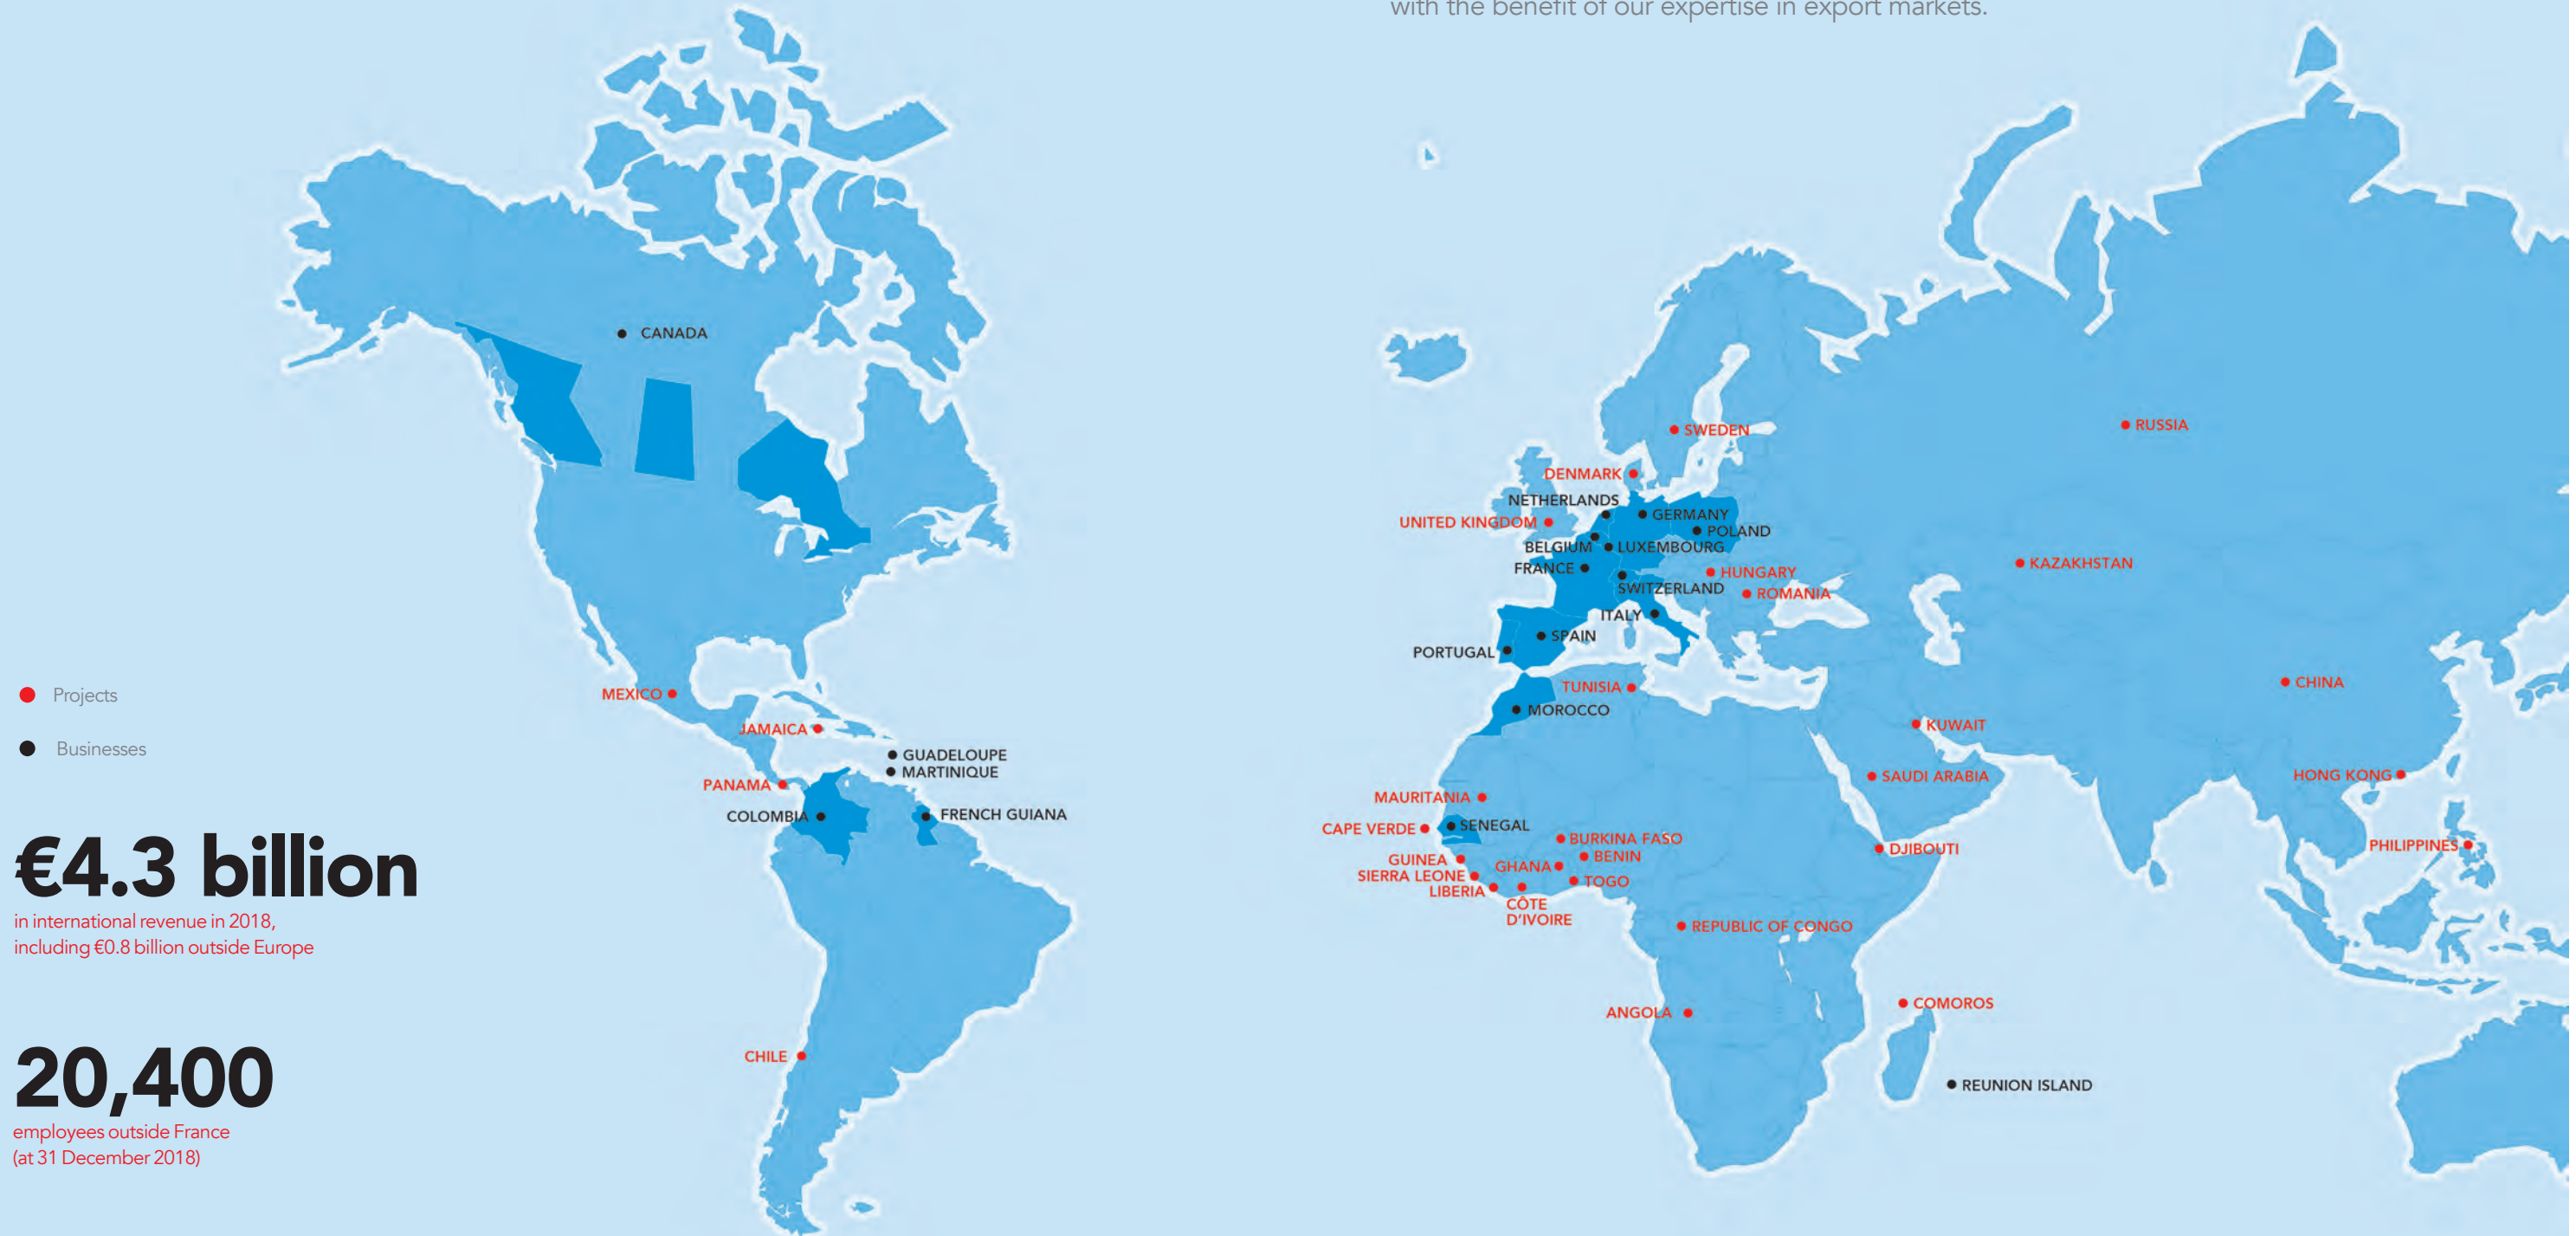 with the benefit of our expertise in export markets.
CANADA
SWEDEN
RUSSIA
DENMARK
NETHERLANDS
GERMANY
UNITED KINGDOM
POLAND
BELGIUM
LUXEMBOURG
KAZAKHSTAN
FRANCE
HUNGARY
SWITZERLAND
ROMANIA
ITALY
SPAIN
PORTUGAL
CHINA
TUNISIA
MEXICO
Projects
MOROCCO
KUWAIT
JAMAICA
Businesses
GUADELOUPE
MARTINIQUE
HONG KONG
SAUDI ARABIA
PANAMA
MAURITANIA
COLOMBIA
FRENCH GUIANA
SENEGAL
CAPE VERDE
BURKINA FASO
PHILIPPINES
DJIBOUTI
BENIN
GUINEA
GHANA
SIERRA LEONE
TOGO
LIBERIA
CÔTE
D'IVOIRE
REPUBLIC OF CONGO
€4.3 billion
in international revenue in 2018,
including €0.8 billion outside Europe
COMOROS
ANGOLA
CHILE
REUNION ISLAND
20,400
employees outside France
(at 31 December 2018)